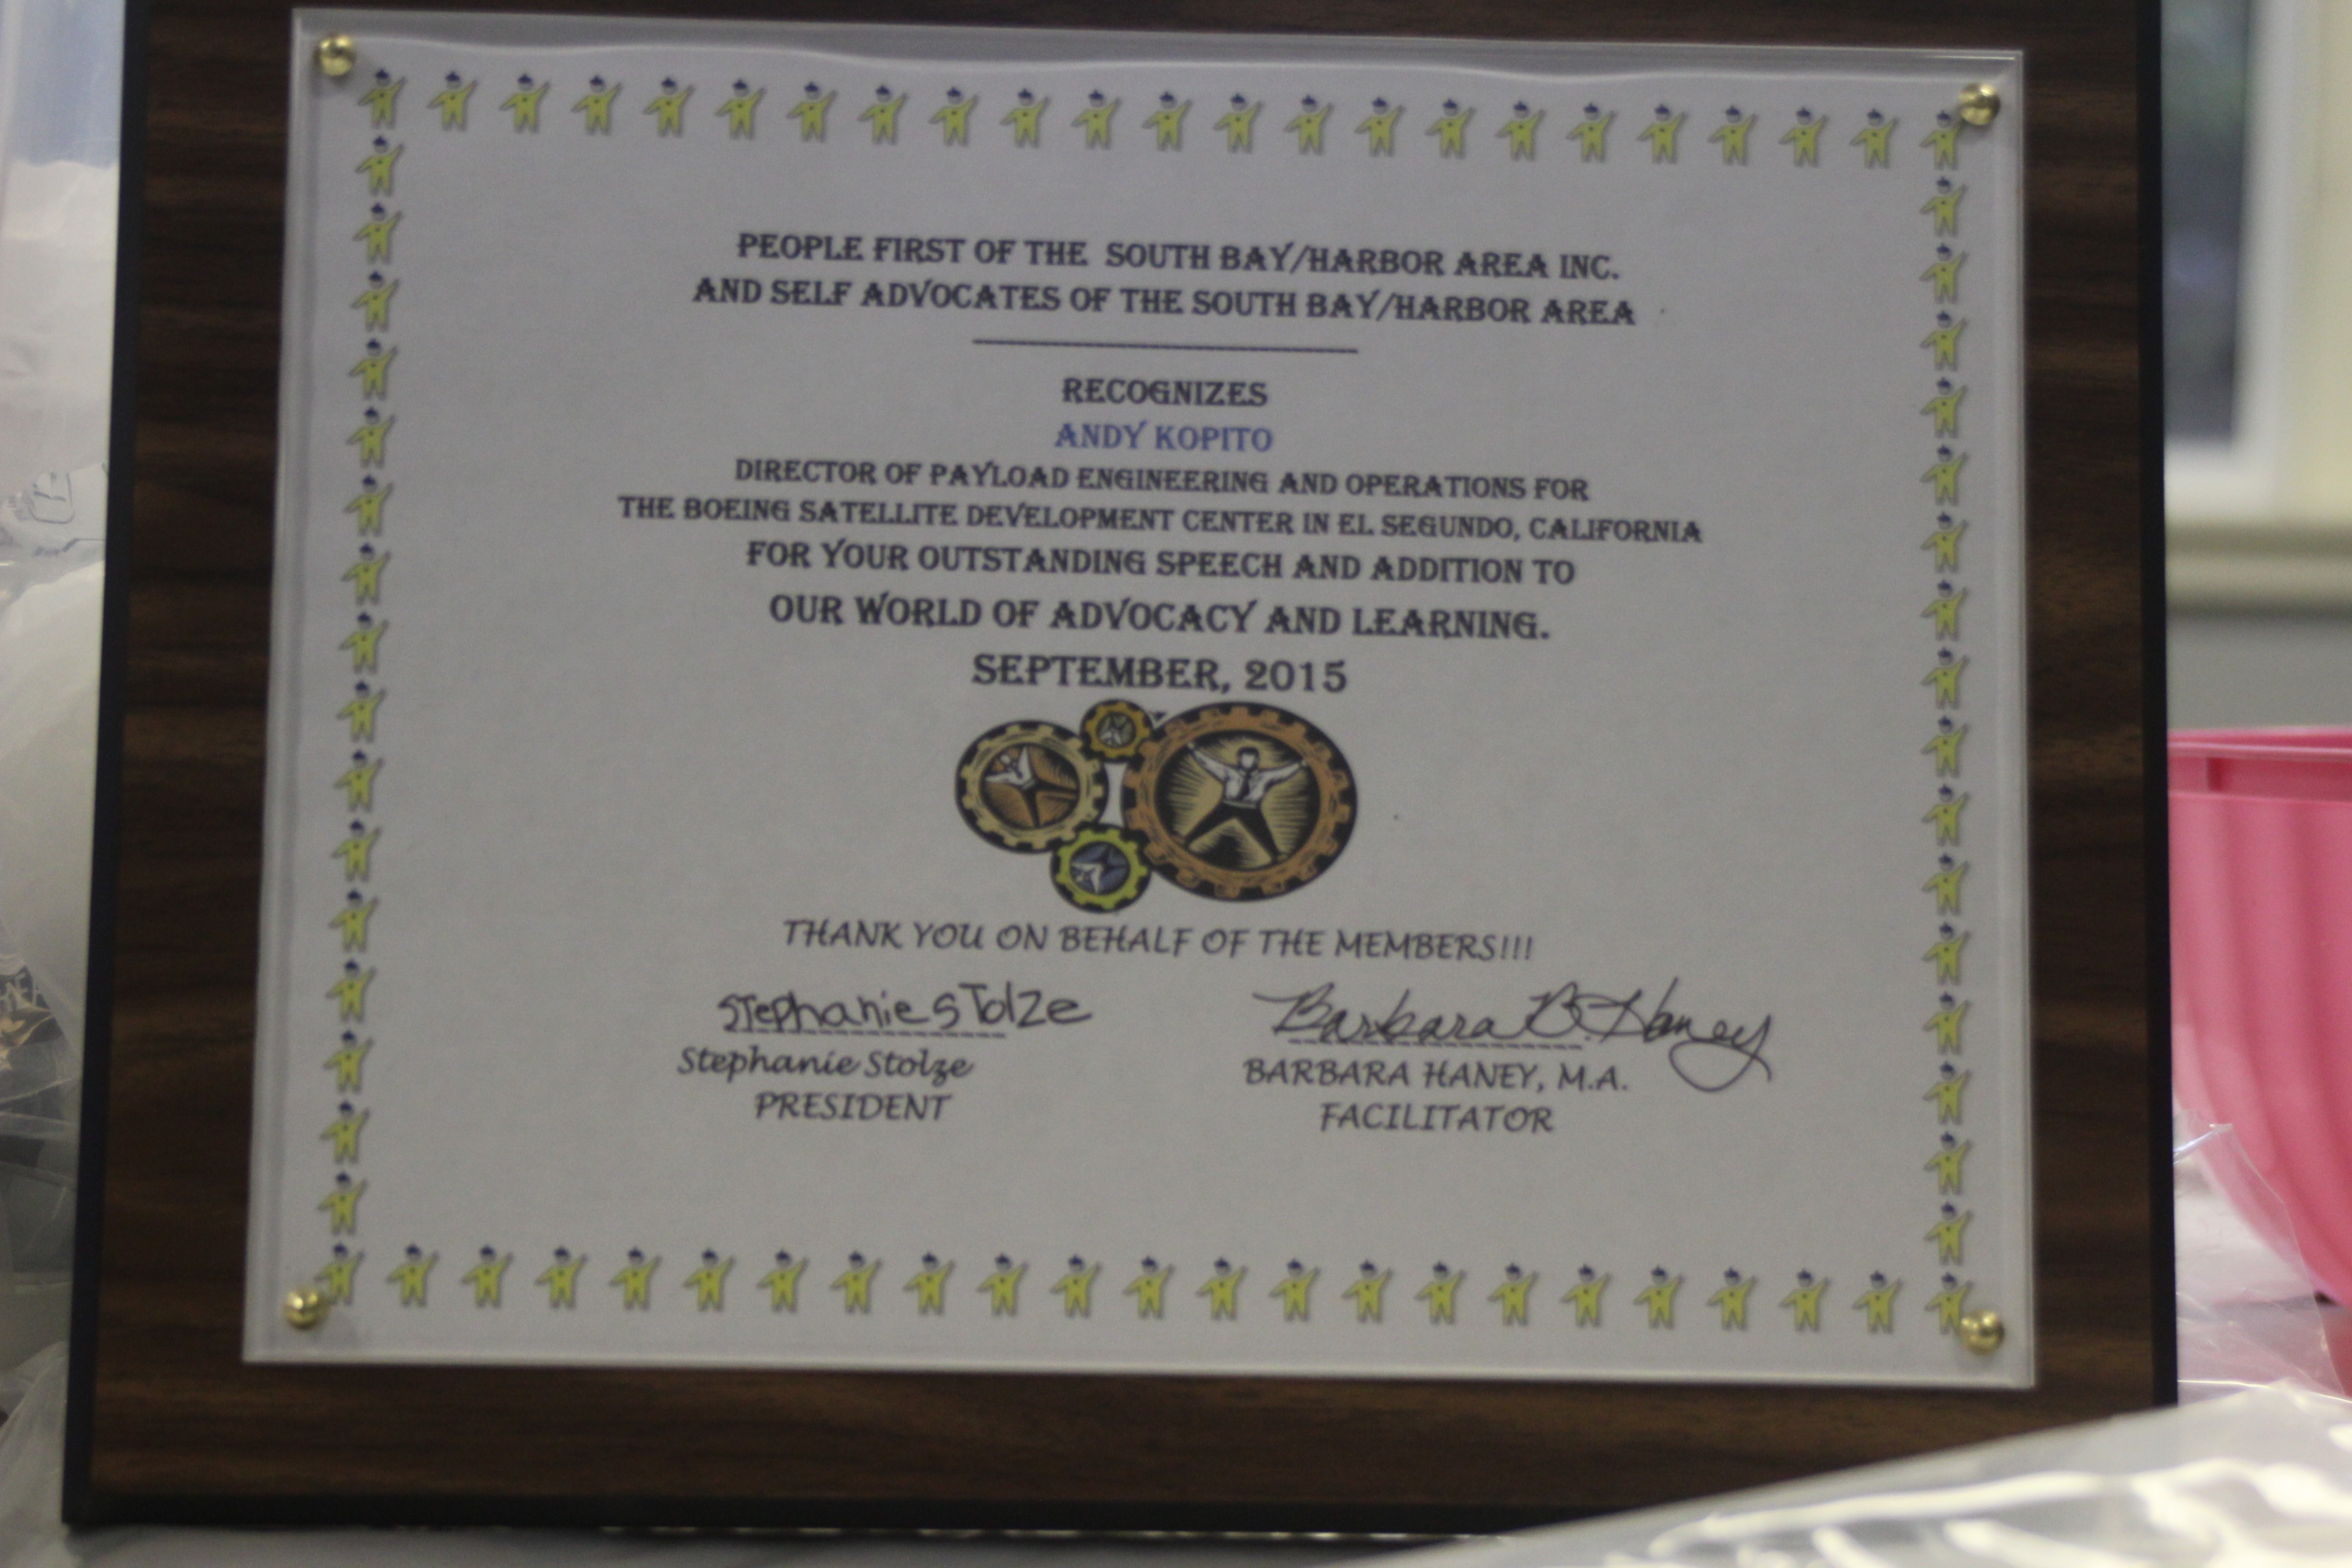 PEOPLE FIRST OF THE SOUTH BAY/HARBOR AREA INC.
AND SELF ADVOCATES OF THE SOUTH BAY/HARBOR AREA
RECOGNIZES
ANDY KOPITO
DIRECTOR OF PAYLOAD ENGINEERING AND OPERATIONS FOR
THE BOEING SATELLITE DEVELOPMENT CENTER IN EL SEGUNDO, CALIFORNIA
FOR YOUR OUTSTANDING SPEECH AND ADDITION TO
OUR WORLD OF ADVOCACY AND LEARNING.
SEPTEMBER, 2015
THANK YOU ON BEHALF OF THE MEMBERS!!!
Stephanie Stolze
Barbara B. Haney
Stephanie Stolze
BARBARA HANEY, M.A.
PRESIDENT
FACILITATOR